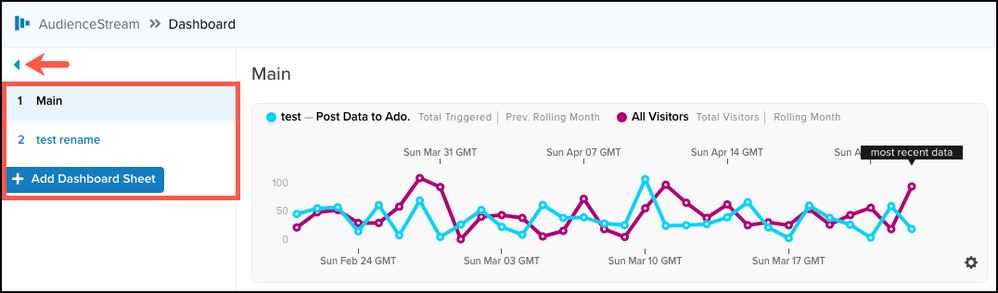 AudienceStream >> Dashboard
1 Main
2 test rename
+ Add Dashboard Sheet
Main
test — Post Data to Ado. Total Triggered | Prev. Rolling Month All Visitors Total Visitors | Rolling Month
Sun Mar 31 GMT Sun Apr 07 GMT Sun Apr 14 GMT Sun A most recent data
100
50
0
Sun Feb 24 GMT Sun Mar 03 GMT Sun Mar 10 GMT Sun Mar 17 GMT